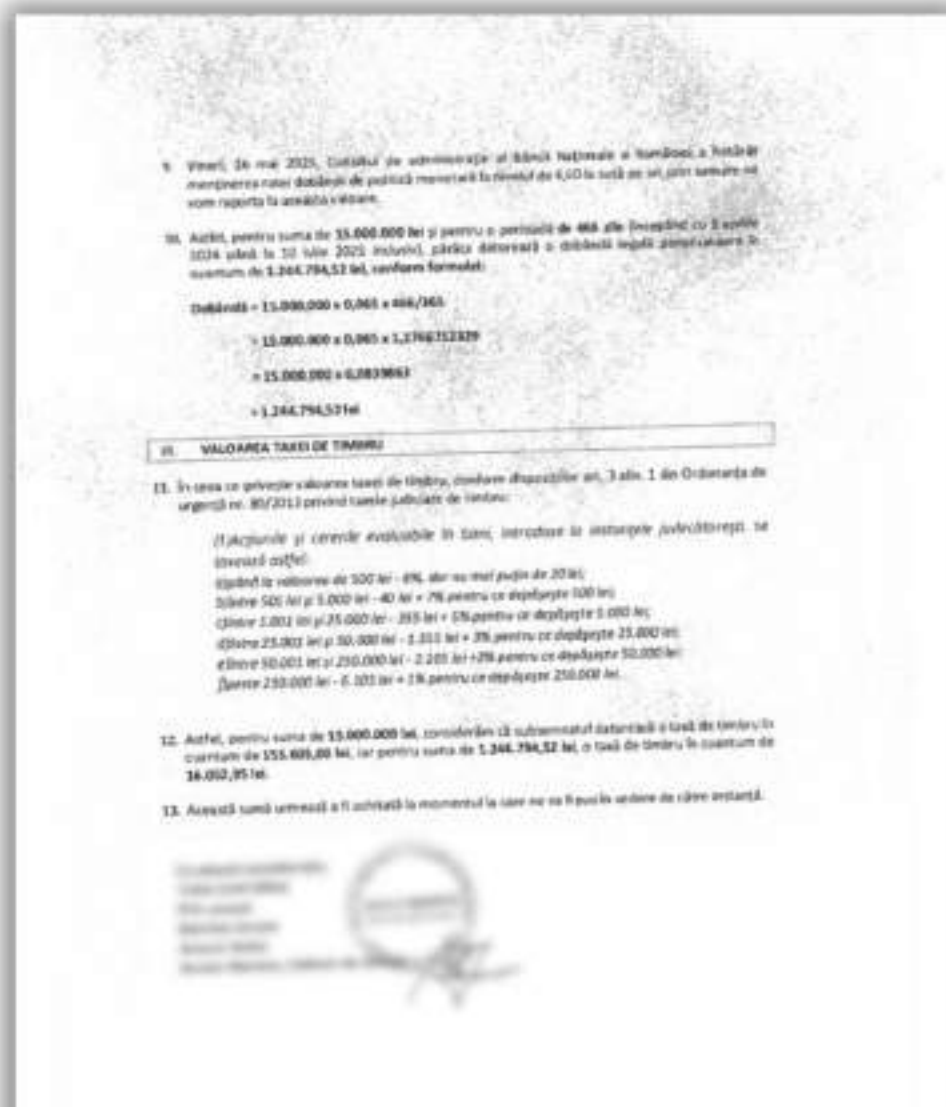 9. Vineri, 16 mai 2025, Consiliul de administrație al Băncii Naționale a României a hotărât
menținerea ratei dobânzii de politică monetară la nivelul de 6,50 la sută pe an, prin urmare ne
vom raporta la această valoare.
10. Astfel, pentru suma de 15.000.000 lei și pentru o perioadă de 466 zile (începând cu
2024 până la 10 iulie 2025 inclusiv), pârâta datorează o dobândă legală penalizatoare în
cuantum de 1.244.794,52 lei, conform formulei:
Dobândă = 15.000.000 x 0,065 x 466/365
= 15.000.000 x 0,065 x 1,2766712329
= 15.000.000 x 0,0839863
= 1.244.794,52 lei
III. VALOAREA TAXEI DE TIMBRU
11. În ceea ce privește valoarea taxei de timbru, conform dispozițiilor art. 3 alin. 1 din Ordonanța de
urgență nr. 80/2013 privind taxele judiciare de timbru:
(1)Acțiunile și cererile evaluabile în bani, introduse la instanțele judecătorești, se
taxează astfel:
a)până la valoarea de 500 lei - 8%, dar nu mai puțin de 20 lei;
b)între 501 lei și 5.000 lei - 40 lei + 7% pentru ce depășește 500 lei;
c)între 5.001 lei și 25.000 lei - 355 lei + 5% pentru ce depășește 5.000 lei;
d)între 25.001 lei și 50.000 lei - 1.355 lei + 3% pentru ce depășește 25.000 lei;
e)între 50.001 lei și 250.000 lei - 2.105 lei +2% pentru ce depășește 50.000 lei;
f)peste 250.000 lei - 6.105 lei + 1% pentru ce depășește 250.000 lei.
12. Astfel, pentru suma de 15.000.000 lei, considerăm că subsemnatul datorează o taxă de timbru în
cuantum de 153.605,00 lei, iar pentru suma de 1.244.794,52 lei, o taxă de timbru în cuantum de
16.052,95 lei.
13. Această sumă urmează a fi achitată la momentul la care ne va fi pus în vedere de către instanță.